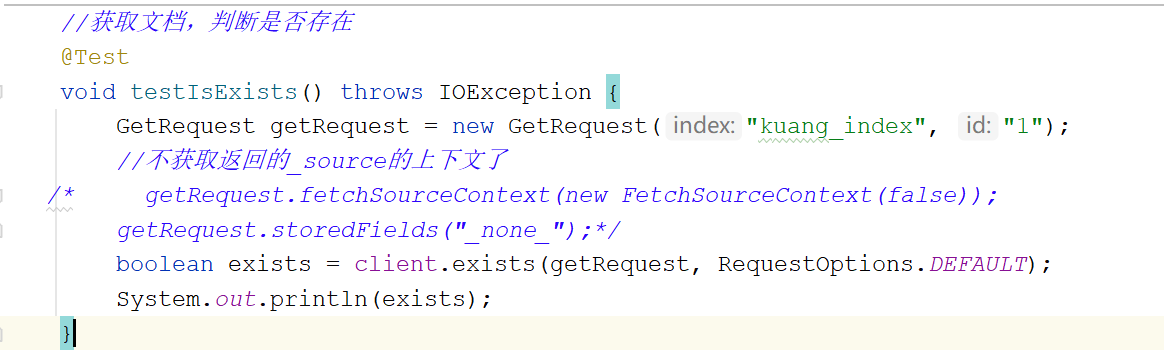 //获取文档，判断是否存在
@Test
void testIsExists() throws IOException {
GetRequest getRequest = new GetRequest( index: "kuang_index", id: "1");
//不获取返回的_source的上下文了
/* getRequest.fetchSourceContext(new FetchSourceContext(false));
getRequest.storedFields("_none_");*/
boolean exists = client.exists(getRequest, RequestOptions.DEFAULT);
System.out.println(exists);
}